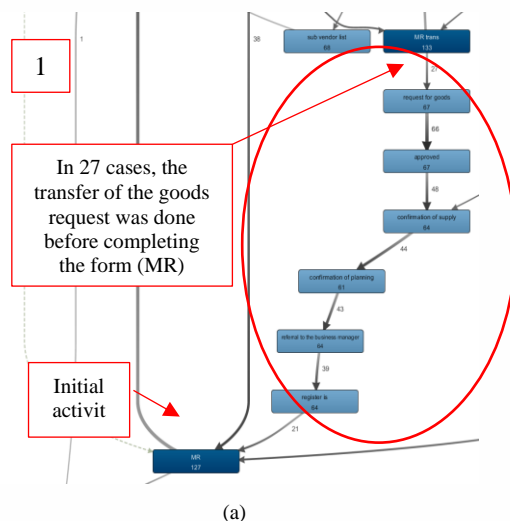 1
38
sub vendor list
68
MR trans
133
1
27
In 27 cases, the
transfer of the goods
request was done
before completing
the form (MR)
request for goods
67
66
approved
67
48
confirmation of supply
64
44
confirmation of planning
61
43
referral to the business manager
64
39
Initial
activit
register is
64
21
MR
127
(a)